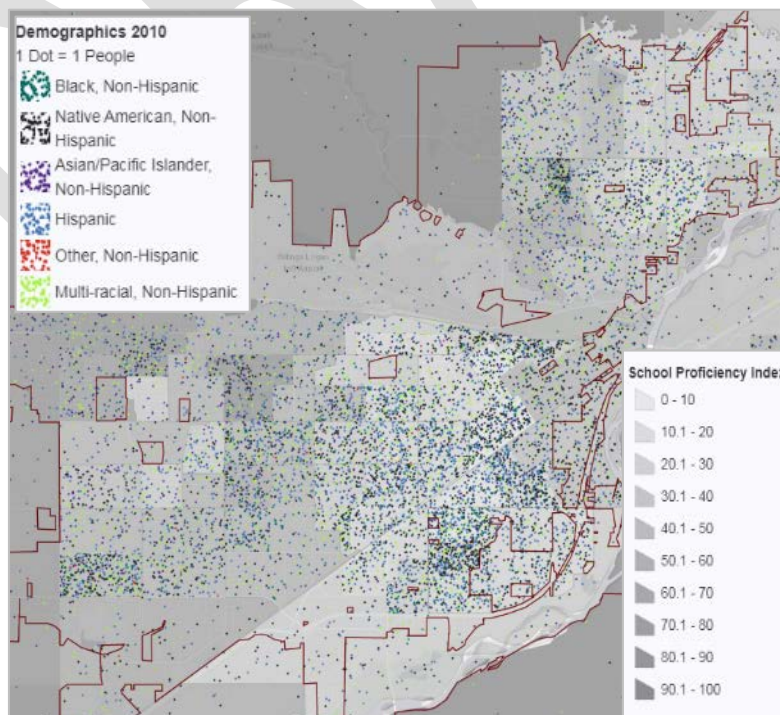 Demographics 2010
1 Dot = 1 People
Black, Non-Hispanic
Native American, Non-
Hispanic
Asian/Pacific Islander,
Non-Hispanic
Hispanic
Other, Non-Hispanic
Multi-racial, Non-Hispanic
School Proficiency Index
0 - 10
10.1 - 20
20.1 - 30
30.1 - 40
40.1 - 50
50.1 - 60
60.1 - 70
70.1 - 80
80.1 - 90
90.1 - 100